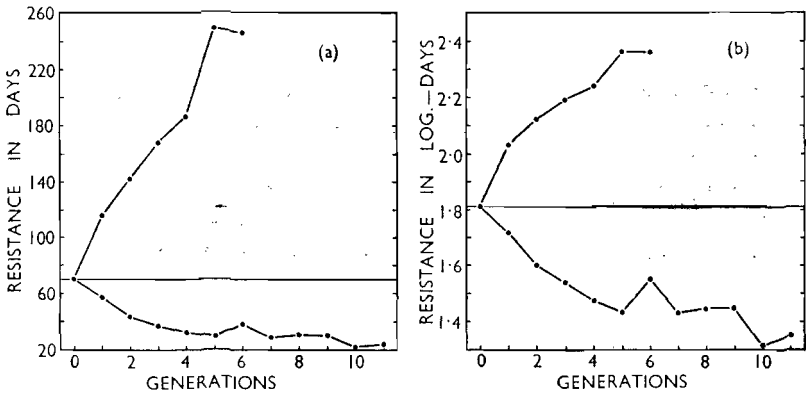 RESISTANCE IN DAYS
260
220
180
140
100
60
20
(a)
0 2 4 6 8 10
GENERATIONS
RESISTANCE IN LOG.—DAYS
2·4
2·2
2·0
1·8
1·6
1·4
(b)
0 2 4 6 8 10
GENERATIONS